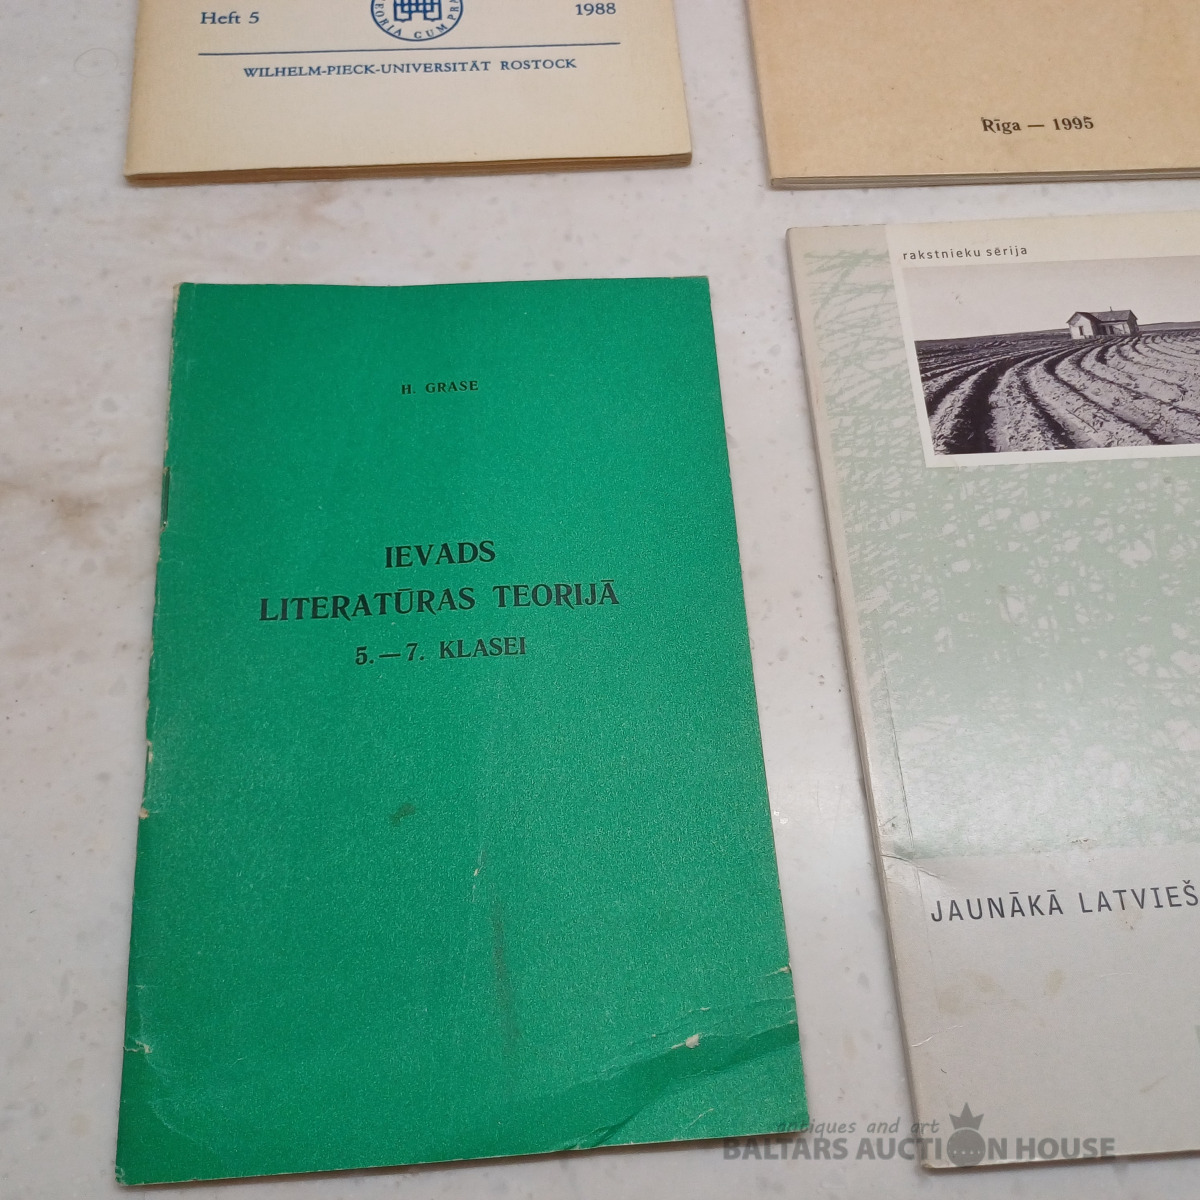 Heft 5
1988
WILHELM-PIECK-UNIVERSITÄT ROSTOCK
Rīga — 1995
rakstnieku sērija
H. GRASE
IEVADS
LITERATŪRAS TEORIJĀ
5.—7. KLASEI
JAUNĀKĀ LATVIEŠ
antiques and art
BALTARS AUCTION HOUSE